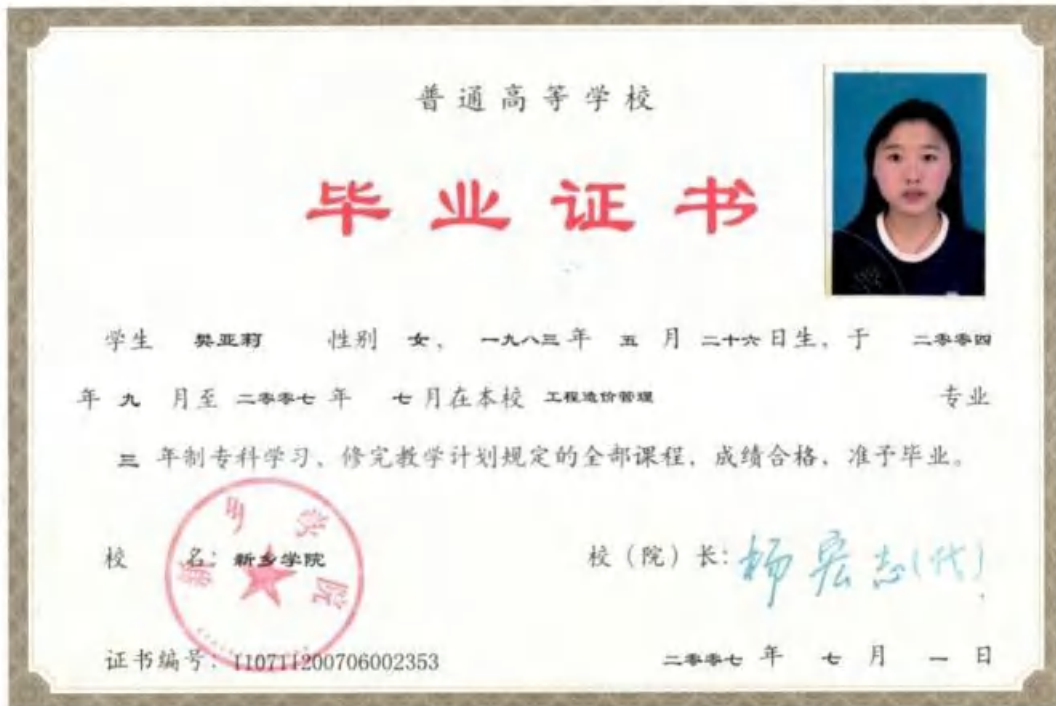 普通高等学校
毕业证书
学生 樊亚莉 性别 女，一九八三年 五 月 二十六日生，于 二零零四
年 九 月至 二零零七 年 七月在本校 工程造价管理 专业
三 年制专科学习，修完教学计划规定的全部课程，成绩合格，准予毕业。
校 名：新乡学院 校（院）长：杨宏志(代)
新乡学院
证书编号：110711200706002353 二零零七 年 七 月 一 日